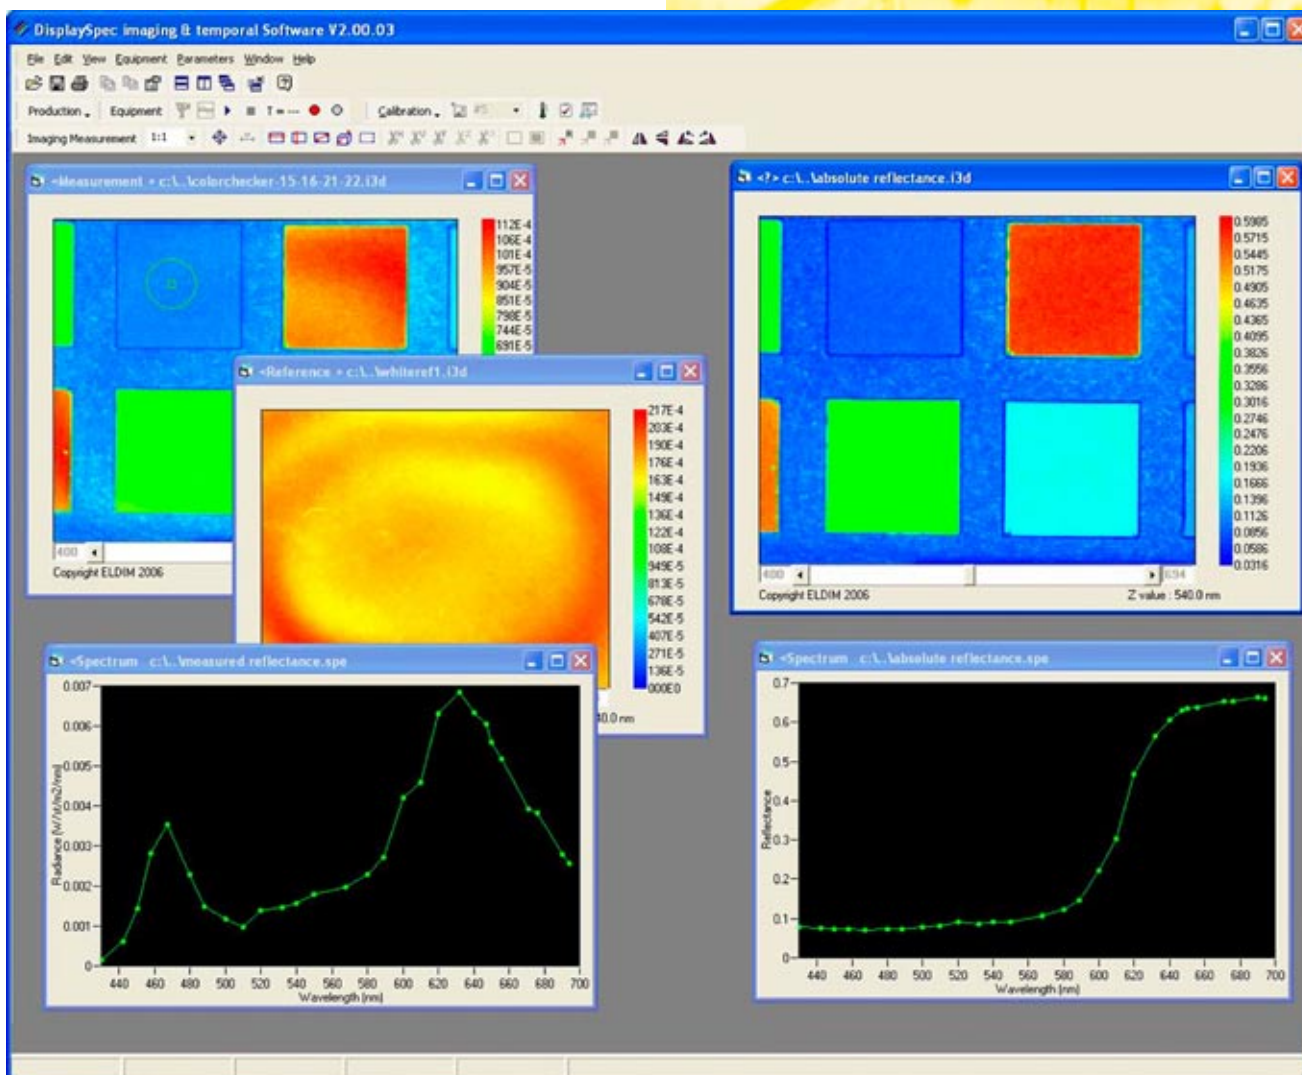 DisplaySpec imaging & temporal Software V2.00.03
File Edit View Equipment Parameters Window Help
Production Equipment T = --- Calibration
Imaging Measurement 1:1
<Measurement > c:\..\colorchecker-15-16-21-22.i3d
112E-4
106E-4
101E-4
957E-5
904E-5
851E-5
798E-5
744E-5
691E-5
400
Copyright ELDIM 2006
<Reference > c:\..\whiteref1.i3d
217E-4
203E-4
190E-4
176E-4
163E-4
149E-4
136E-4
122E-4
108E-4
949E-5
813E-5
678E-5
542E-5
407E-5
271E-5
136E-5
000E0
40.0 nm
<?> c:\..\absolute reflectance.i3d
0.5985
0.5715
0.5445
0.5175
0.4905
0.4635
0.4365
0.4095
0.3826
0.3556
0.3286
0.3016
0.2746
0.2476
0.2206
0.1936
0.1666
0.1396
0.1126
0.0856
0.0586
0.0316
400 694
Copyright ELDIM 2006 Z value : 540.0 nm
<Spectrum c:\..\measured reflectance.spe
0.007
0.006
0.005
0.004
0.003
0.002
0.001
0
Radiance (W/st/m2/nm)
440 460 480 500 520 540 560 580 600 620 640 660 680 700
Wavelength (nm)
<Spectrum c:\..\absolute reflectance.spe
0.7
0.6
0.5
0.4
0.3
0.2
0.1
0
Reflectance
440 460 480 500 520 540 560 580 600 620 640 660 680 700
Wavelength (nm)